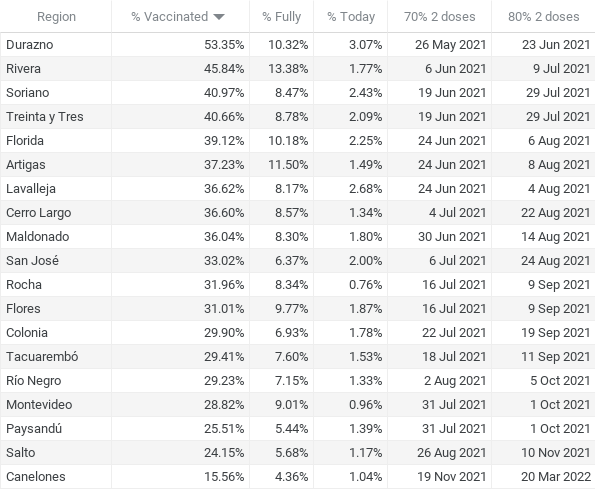 Region % Vaccinated % Fully % Today 70% 2 doses 80% 2 doses
Durazno 53.35% 10.32% 3.07% 26 May 2021 23 Jun 2021
Rivera 45.84% 13.38% 1.77% 6 Jun 2021 9 Jul 2021
Soriano 40.97% 8.47% 2.43% 19 Jun 2021 29 Jul 2021
Treinta y Tres 40.66% 8.78% 2.09% 19 Jun 2021 29 Jul 2021
Florida 39.12% 10.18% 2.25% 24 Jun 2021 6 Aug 2021
Artigas 37.23% 11.50% 1.49% 24 Jun 2021 8 Aug 2021
Lavalleja 36.62% 8.17% 2.68% 24 Jun 2021 4 Aug 2021
Cerro Largo 36.60% 8.57% 1.34% 4 Jul 2021 22 Aug 2021
Maldonado 36.04% 8.30% 1.80% 30 Jun 2021 14 Aug 2021
San José 33.02% 6.37% 2.00% 6 Jul 2021 24 Aug 2021
Rocha 31.96% 8.34% 0.76% 16 Jul 2021 9 Sep 2021
Flores 31.01% 9.77% 1.87% 16 Jul 2021 9 Sep 2021
Colonia 29.90% 6.93% 1.78% 22 Jul 2021 19 Sep 2021
Tacuarembó 29.41% 7.60% 1.53% 18 Jul 2021 11 Sep 2021
Río Negro 29.23% 7.15% 1.33% 2 Aug 2021 5 Oct 2021
Montevideo 28.82% 9.01% 0.96% 31 Jul 2021 1 Oct 2021
Paysandú 25.51% 5.44% 1.39% 31 Jul 2021 1 Oct 2021
Salto 24.15% 5.68% 1.17% 26 Aug 2021 10 Nov 2021
Canelones 15.56% 4.36% 1.04% 19 Nov 2021 20 Mar 2022